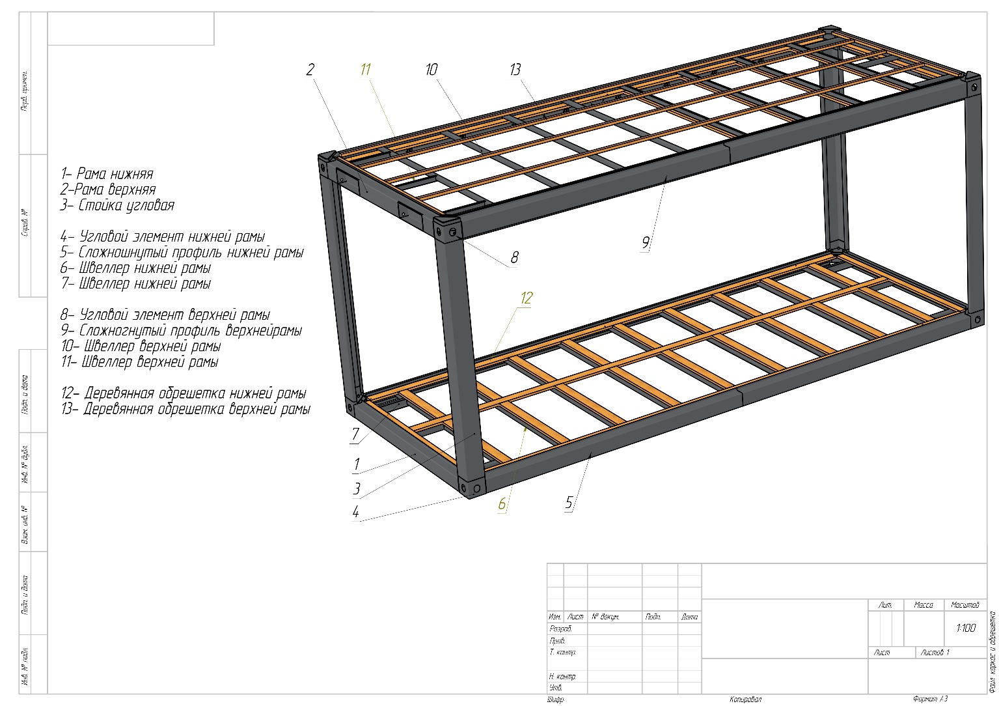 2 11 10 13
1- Рама нижняя
2-Рама верхняя
3- Стойка угловая
4- Угловой элемент нижней рамы
5- Сложношнутый профиль нижней рамы
6- Швеллер нижней рамы
7- Швеллер нижней рамы
8- Угловой элемент верхней рамы
9- Сложногнутый профиль верхнейрамы
10- Швеллер верхней рамы
11- Швеллер верхней рамы
12- Деревянная обрешетка нижней рамы
13- Деревянная обрешетка верхней рамы
9
8
12
7
1
3
4
6
5
Перв. примен.
Справ. №
Подп. и дата
Инв. № дубл.
Взам. инв. №
Подп. и дата
Инв. № подл.
Изм. Лист № докум. Подп. Дата
Разраб.
Пров.
Т. контр.
Н. контр.
Утв.
Шифр
Лит. Масса Масштаб
1:100
Лист Листов 1
Копировал Формат А3
Файл каркас и обрешетка